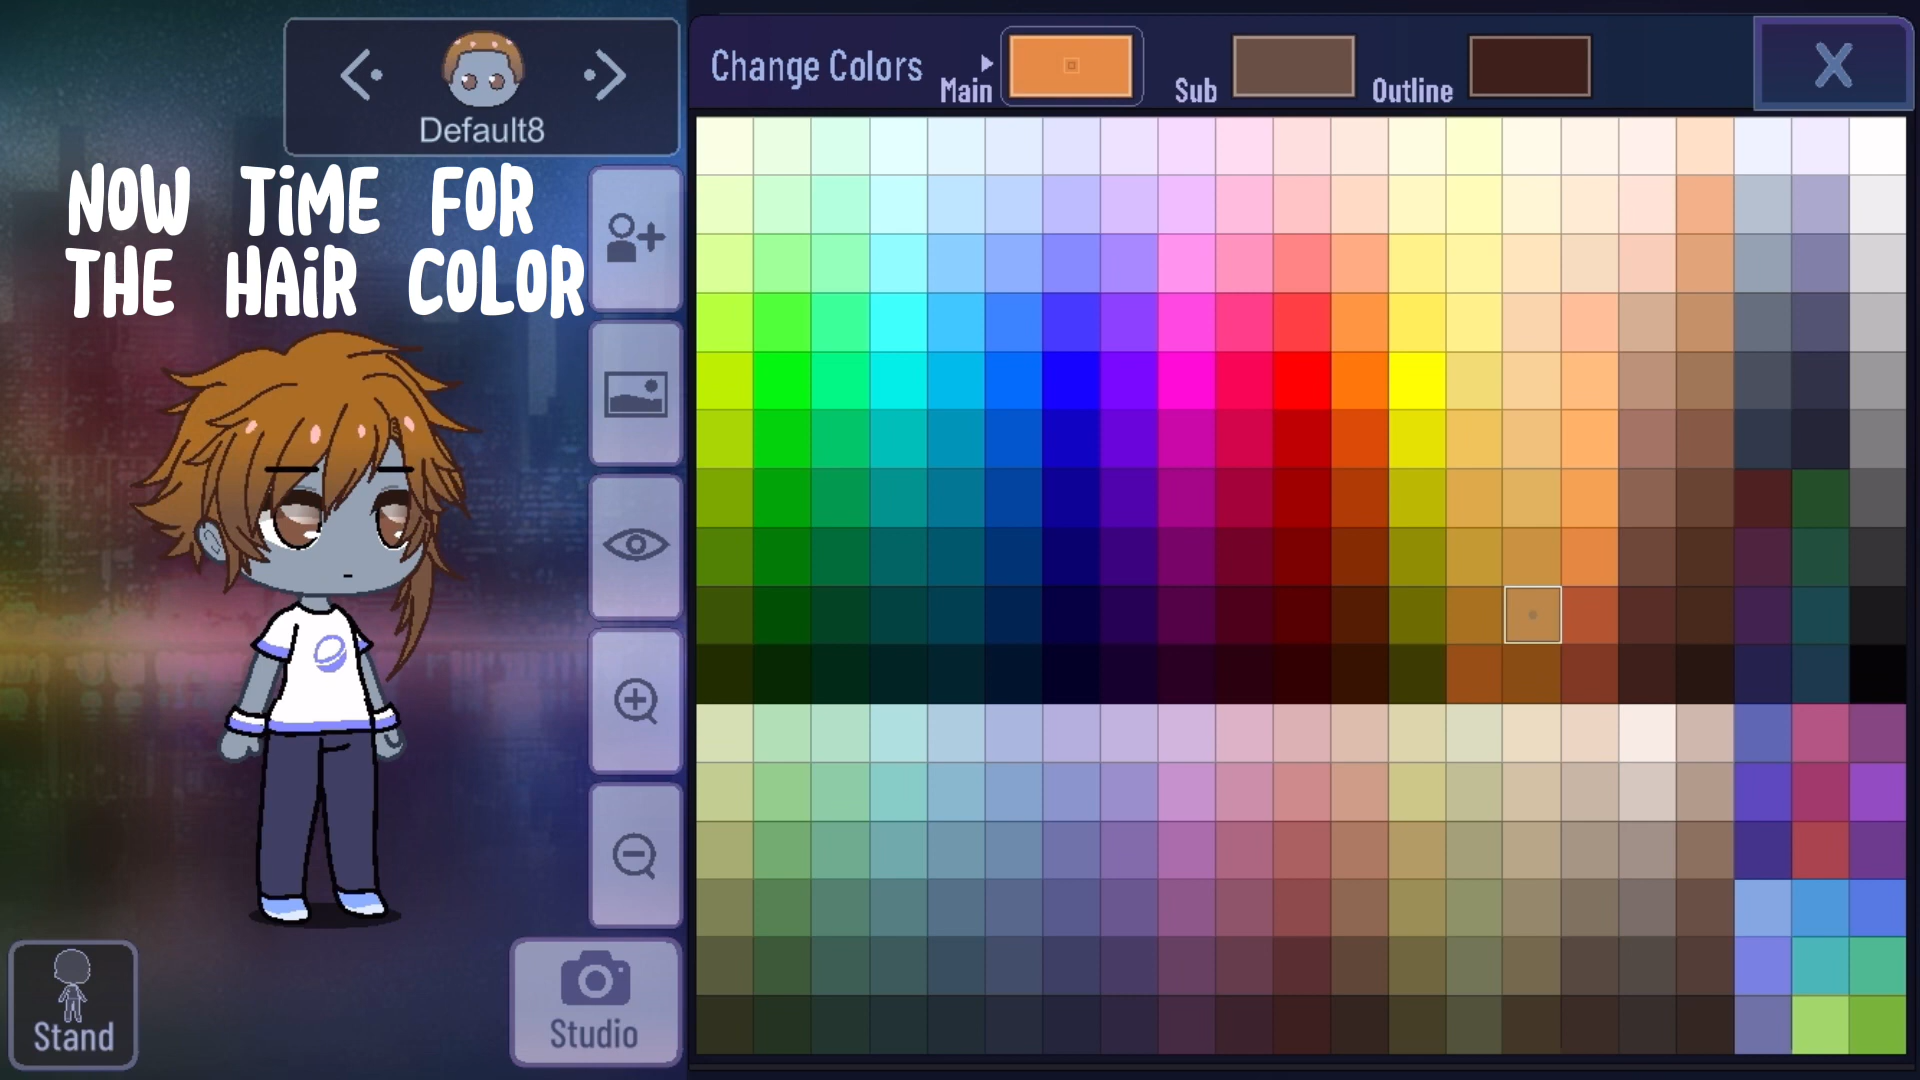 Default8
Change Colors
Main
Sub
Outline
X
NOW TiME FOR
THE HAiR COLOR
Stand
Studio